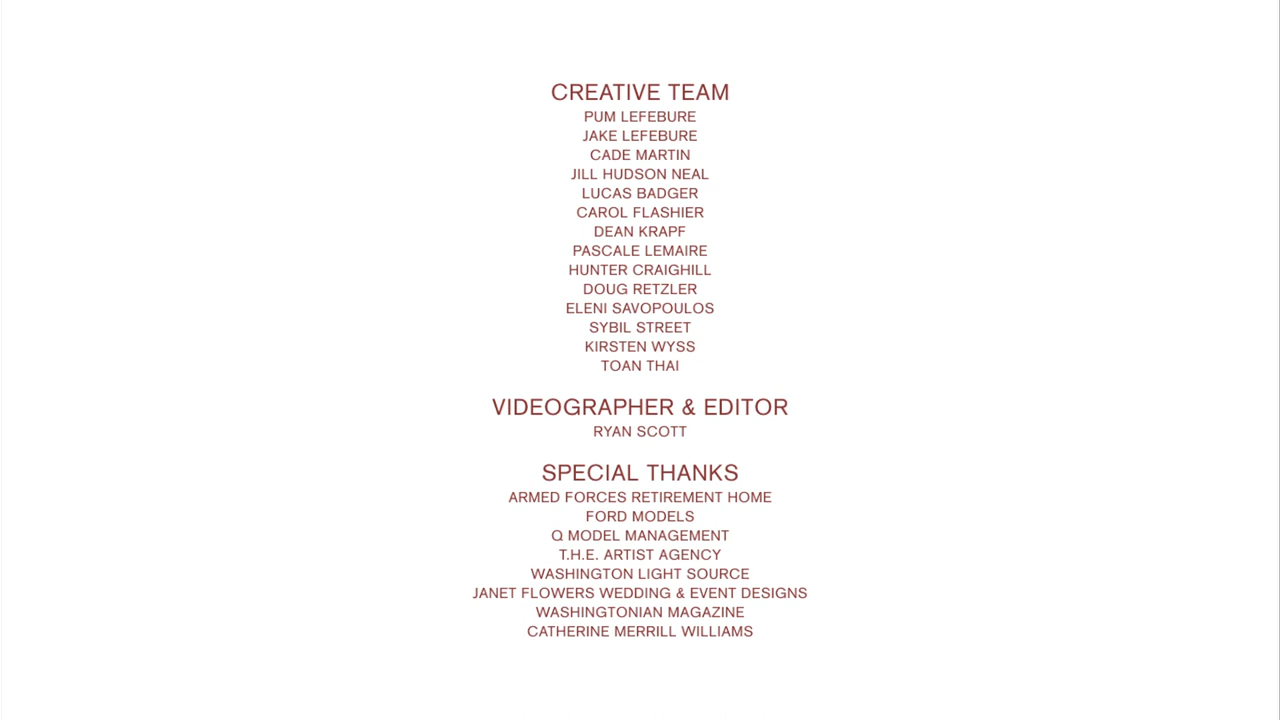 CREATIVE TEAM
PUM LEFEBURE
JAKE LEFEBURE
CADE MARTIN
JILL HUDSON NEAL
LUCAS BADGER
CAROL FLASHIER
DEAN KRAPF
PASCALE LEMAIRE
HUNTER CRAIGHILL
DOUG RETZLER
ELENI SAVOPOULOS
SYBIL STREET
KIRSTEN WYSS
TOAN THAI
VIDEOGRAPHER & EDITOR
RYAN SCOTT
SPECIAL THANKS
ARMED FORCES RETIREMENT HOME
FORD MODELS
Q MODEL MANAGEMENT
T.H.E. ARTIST AGENCY
WASHINGTON LIGHT SOURCE
JANET FLOWERS WEDDING & EVENT DESIGNS
WASHINGTONIAN MAGAZINE
CATHERINE MERRILL WILLIAMS